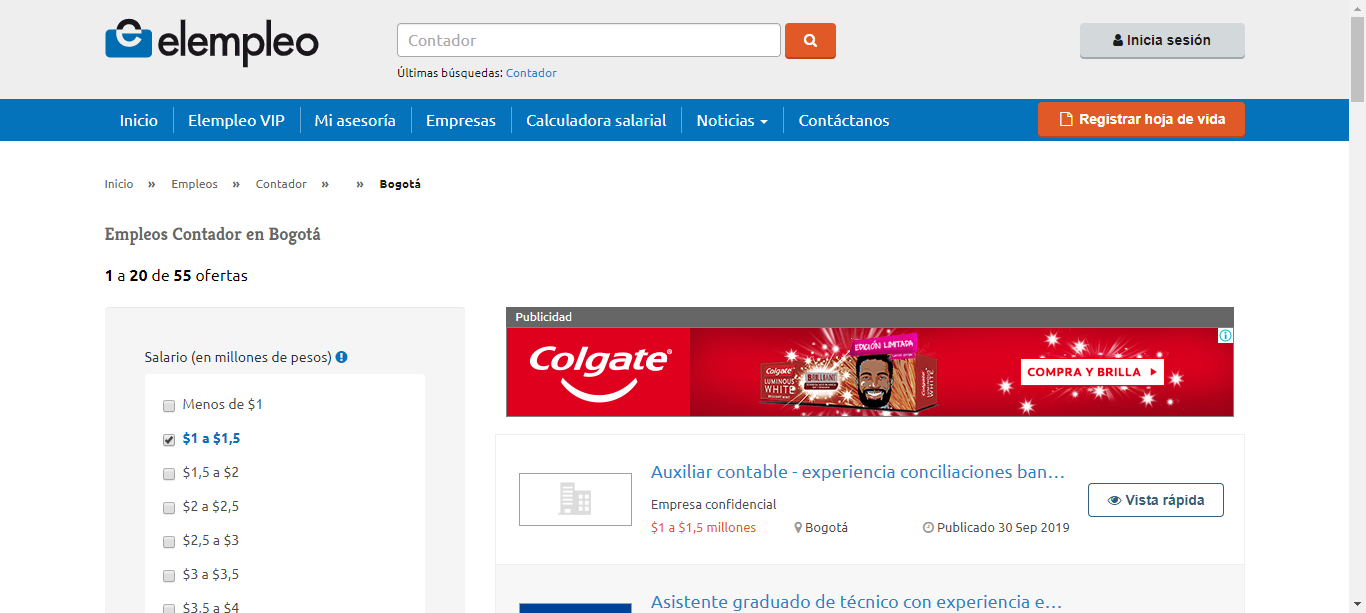 elempleo
Contador
Últimas búsquedas: Contador
Inicia sesión
Inicio Elempleo VIP Mi asesoría Empresas Calculadora salarial Noticias Contáctanos
Registrar hoja de vida
Inicio » Empleos » Contador » » Bogotá
Empleos Contador en Bogotá
1 a 20 de 55 ofertas
Salario (en millones de pesos)
Menos de $1
$1 a $1,5
$1,5 a $2
$2 a $2,5
$2,5 a $3
$3 a $3,5
$3,5 a $4
Publicidad
Colgate
EDICIÓN LIMITADA
Colgate
LUMINOUS
WHITE
BRILLIANT
COMPRA Y BRILLA
Auxiliar contable - experiencia conciliaciones ban...
Empresa confidencial
$1 a $1,5 millones Bogotá Publicado 30 Sep 2019
Vista rápida
Asistente graduado de técnico con experiencia e...